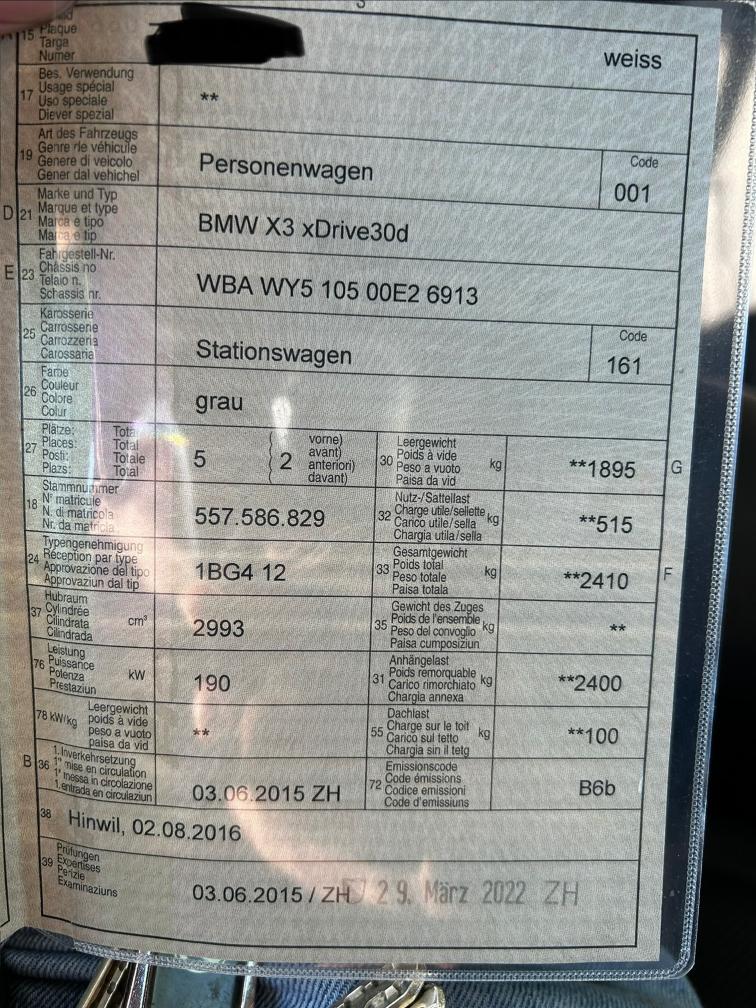 15 Plaque
Targa
Numer
weiss
17 Bes. Verwendung
Usage spécial
Uso speciale
Diever spezial
**
19 Art des Fahrzeugs
Genre de véhicule
Genere di veicolo
Gener dal vehichel
Personenwagen
Code
001
D 21 Marke und Typ
Marque et type
Marca e tipo
Marca e tip
BMW X3 xDrive30d
E 23 Fahrgestell-Nr.
Châssis no
Telaio n.
Schassis nr.
WBA WY5 105 00E2 6913
25 Karosserie
Carrosserie
Carrozzeria
Carossaria
Stationswagen
Code
161
26 Farbe
Couleur
Colore
Colur
grau
27 Plätze: Total
Places: Total
Posti: Totale
Plazs: Total
5
2
vorne)
avant)
anteriori)
davant)
30 Leergewicht
Poids à vide
Peso a vuoto
Paisa da vid
kg
**1895
G
18 Stammnummer
N° matricule
N. di matricola
Nr. da matricla
557.586.829
32 Nutz-/Sattellast
Charge utile/sellette
Carico utile/sella
Chargia utila/sella
kg
**515
24 Typengenehmigung
Réception par type
Approvazione del tipo
Approvaziun dal tip
1BG4 12
33 Gesamtgewicht
Poids total
Peso totale
Paisa totala
kg
**2410
F
37 Hubraum
Cylindrée
Cilindrata
Cilindrada
cm³
2993
35 Gewicht des Zuges
Poids de l'ensemble
Peso del convoglio
Paisa cumposiziun
kg
**
76 Leistung
Puissance
Potenza
Prestaziun
kW
190
31 Anhängelast
Poids remorquable
Carico rimorchiato
Chargia annexa
kg
**2400
78 kW/kg
Leergewicht
poids à vide
peso a vuoto
paisa da vid
**
55 Dachlast
Charge sur le toit
Carico sul tetto
Chargia sin il tetg
kg
**100
B 36 1. Inverkehrsetzung
1re mise en circulation
1a messa in circolazione
1. entrada en circulaziun
03.06.2015 ZH
72 Emissionscode
Code émissions
Codice emissioni
Code d'emissiuns
B6b
38 Hinwil, 02.08.2016
39 Prüfungen
Expertises
Perizie
Examinaziuns
03.06.2015 / ZH 29. März 2022 ZH